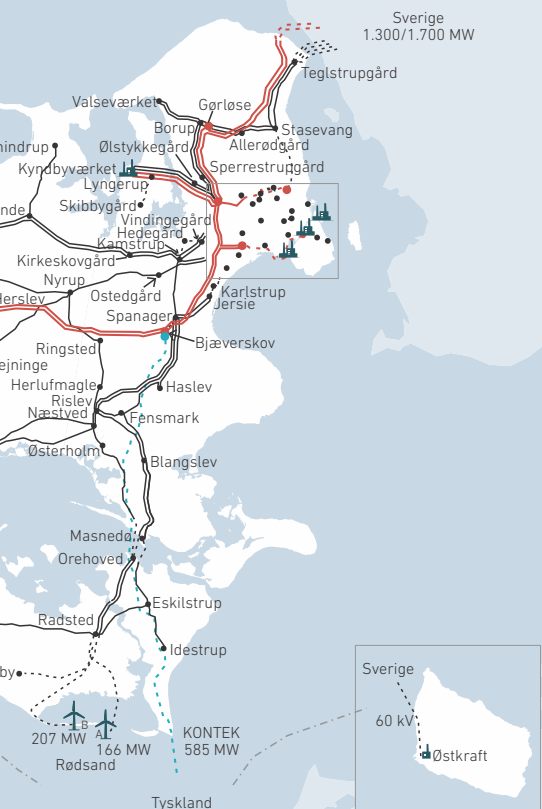 Sverige
1.300/1.700 MW
Teglstrupgård
Valseværket
Gørløse
Borup
Stasevang
Allerødgård
Ølstykkegård
Kyndbyværket
Sperrestrupgård
Lyngerup
Skibbygård
Vindingegård
Hedegård
Kamstrup
Kirkeskovgård
Nyrup
Ostedgård
Karlstrup
Jersie
Spanager
Bjæverskov
Ringsted
ejninge
Herlufmagle
Haslev
Rislev
Næstved
Fensmark
Østerholm
Blangslev
Masnedø
Orehoved
Eskilstrup
Radsted
Idestrup
Sverige
by
60 kV
B
A
207 MW
166 MW
KONTEK
585 MW
Rødsand
Østkraft
Tyskland